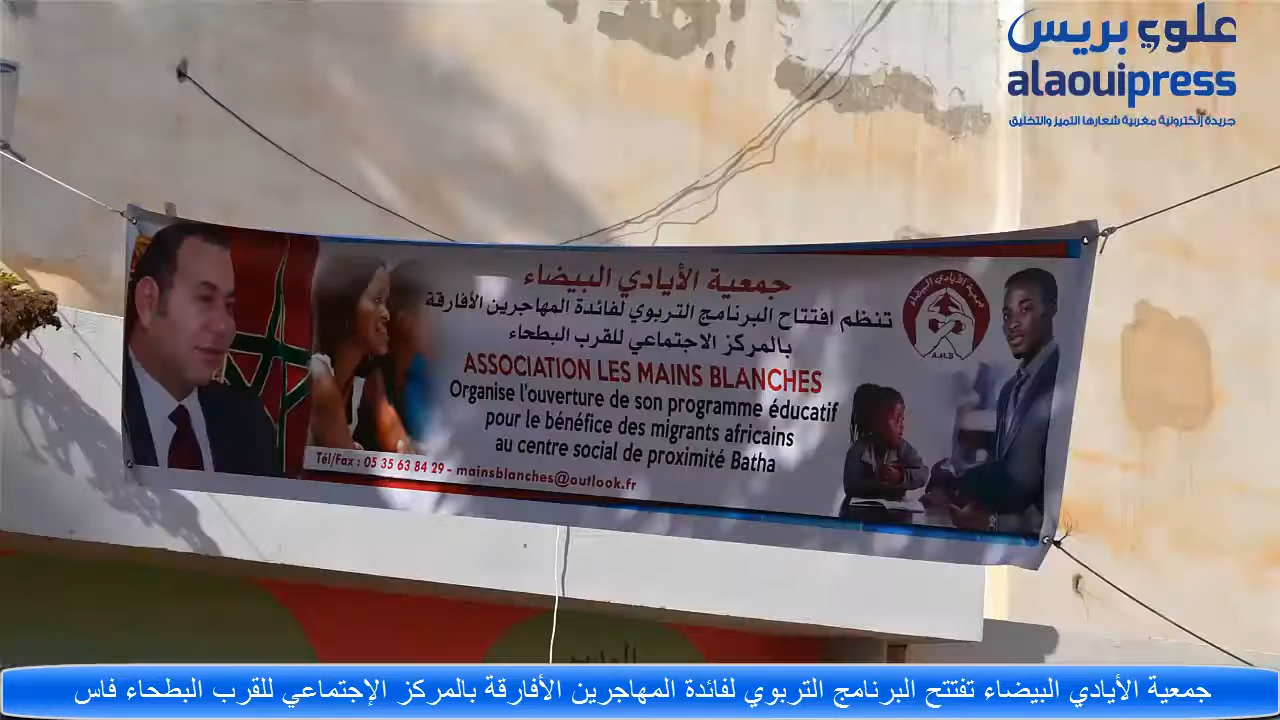 علوي بريس
alaouipress
جريدة إلكترونية مغربية شعارها التميز والتخليق
جمعية الأيادي البيضاء
تنظم افتتاح البرنامج التربوي لفائدة المهاجرين الأفارقة
بالمركز الاجتماعي للقرب البطحاء
ASSOCIATION LES MAINS BLANCHES
Organise l'ouverture de son programme éducatif
pour le bénéfice des migrants africains
au centre social de proximité Batha
Tél/Fax : 05 35 63 84 29 - mainsblanches@outlook.fr
جمعية الأيادي البيضاء
A.M.B
جمعية الأيادي البيضاء تفتتح البرنامج التربوي لفائدة المهاجرين الأفارقة بالمركز الإجتماعي للقرب البطحاء فاس